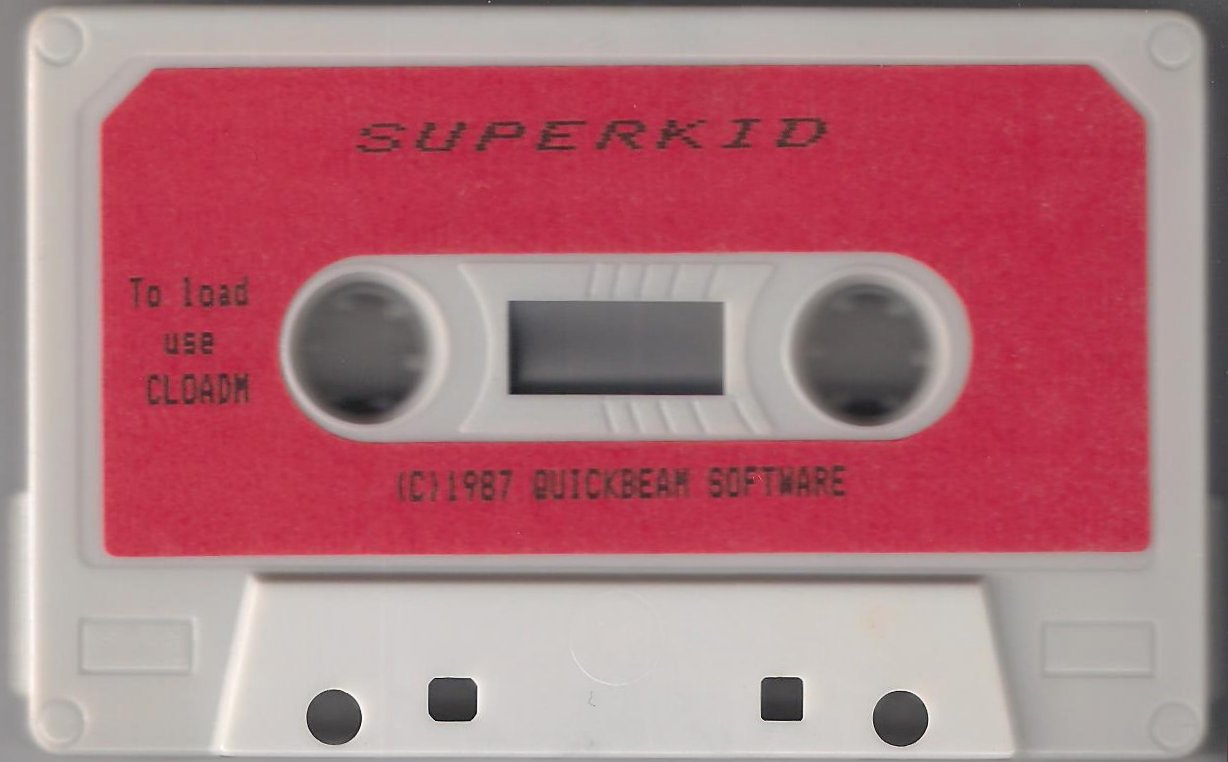 SUPERKID
To load
use
CLOADM
(C)1987 QUICKBEAM SOFTWARE